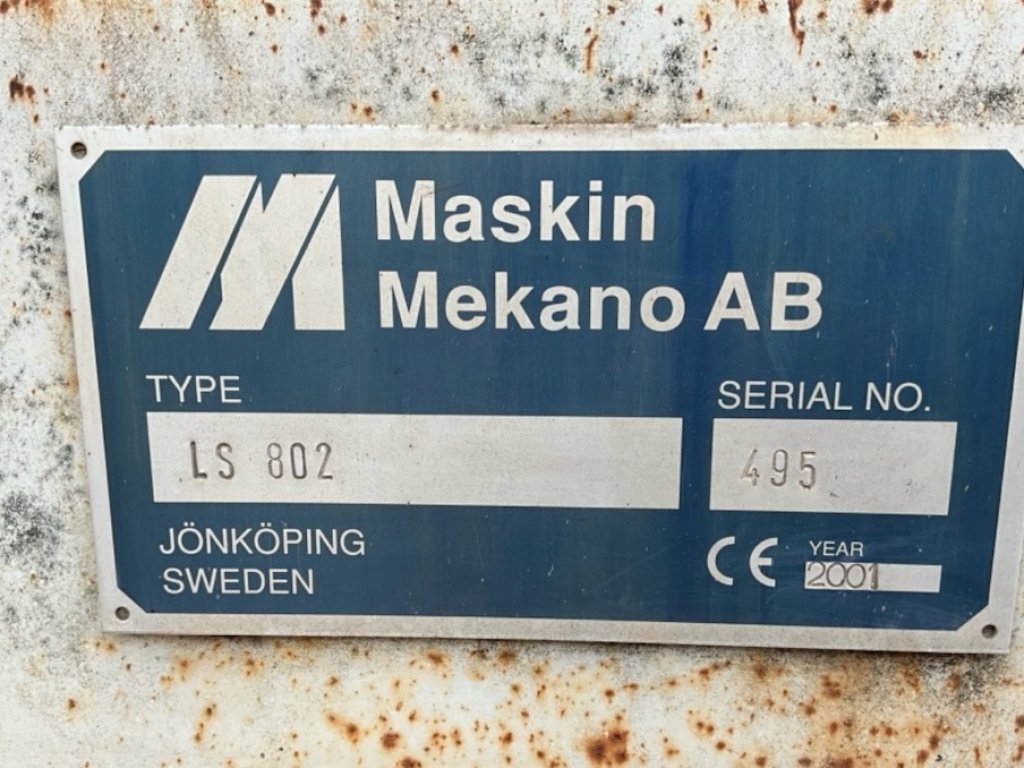 Maskin
Mekano AB
TYPE
LS 802
SERIAL NO.
495
JÖNKÖPING
SWEDEN
CE
YEAR
2001